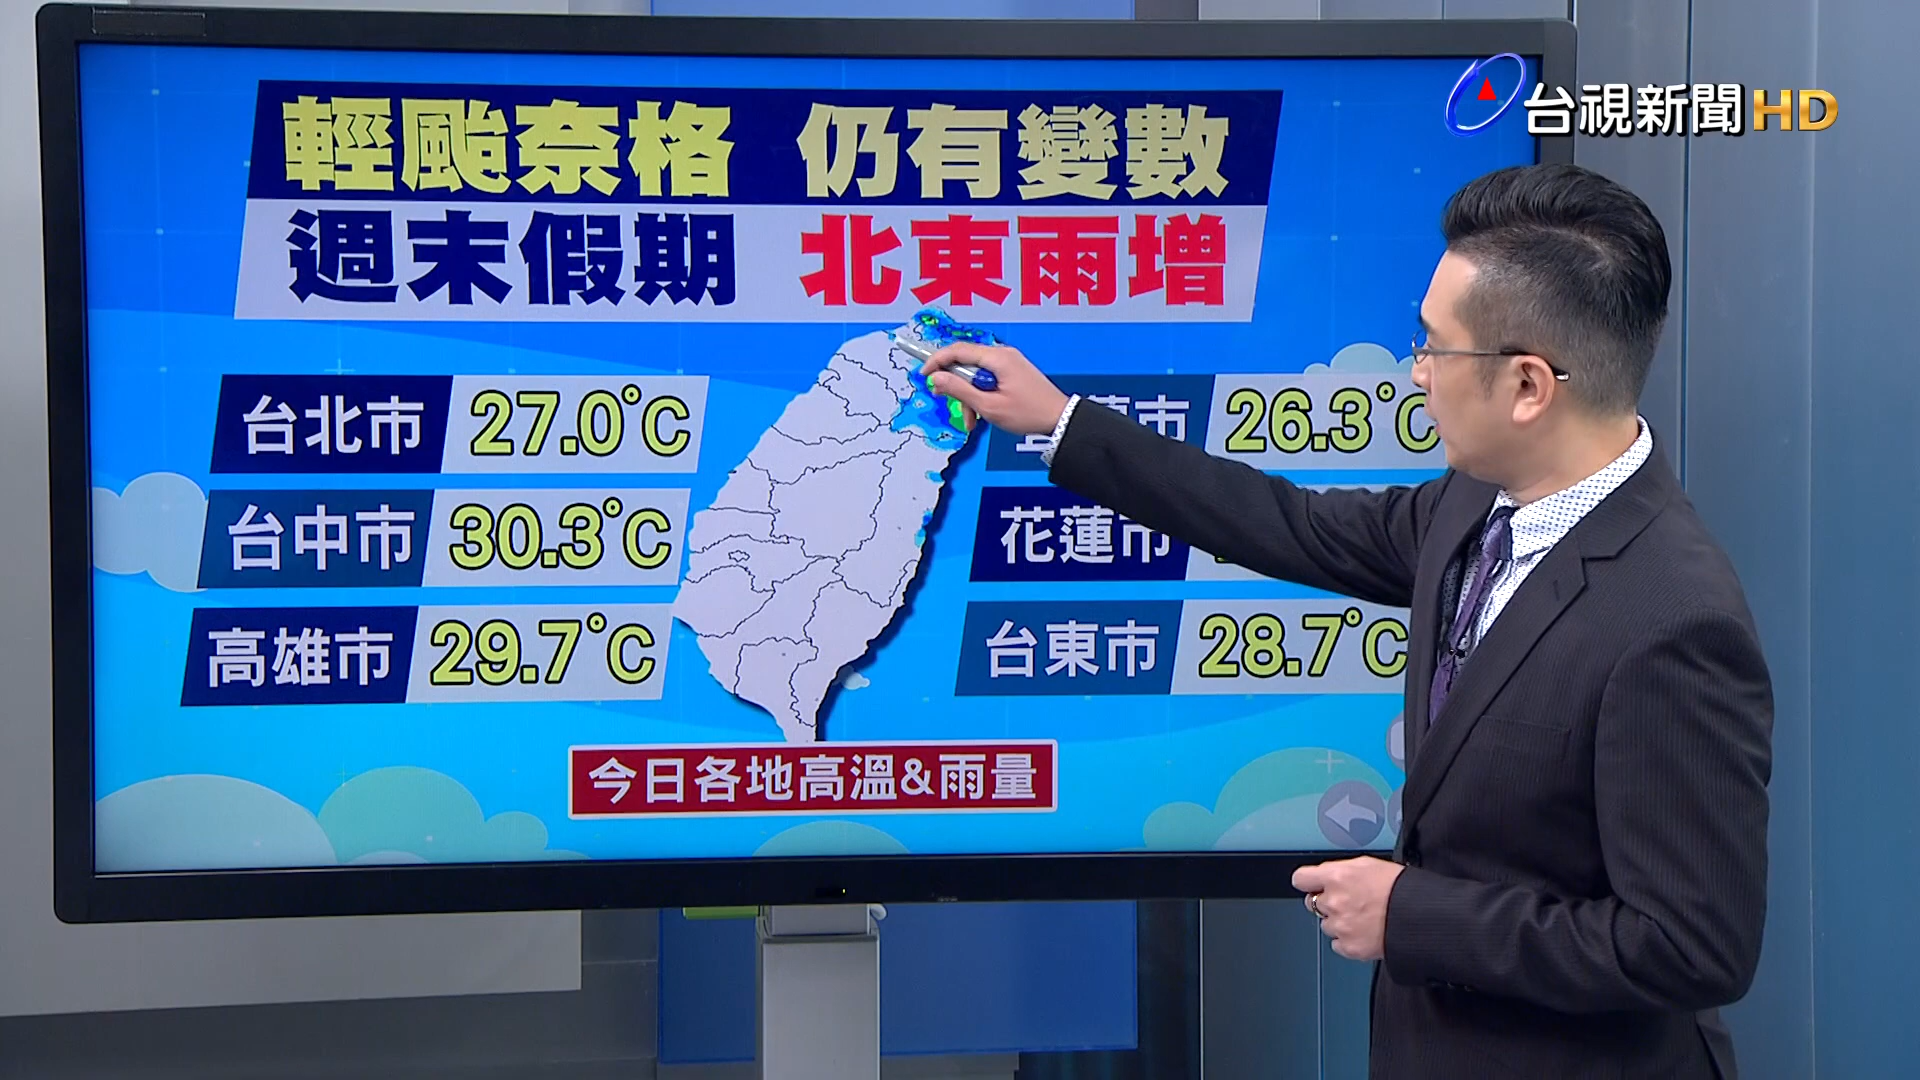 台視新聞HD
輕颱奈格 仍有變數
週末假期 北東雨增
台北市 27.0°C
台中市 30.3°C
高雄市 29.7°C
市 26.3°C
花蓮市
台東市 28.7°C
今日各地高溫&雨量